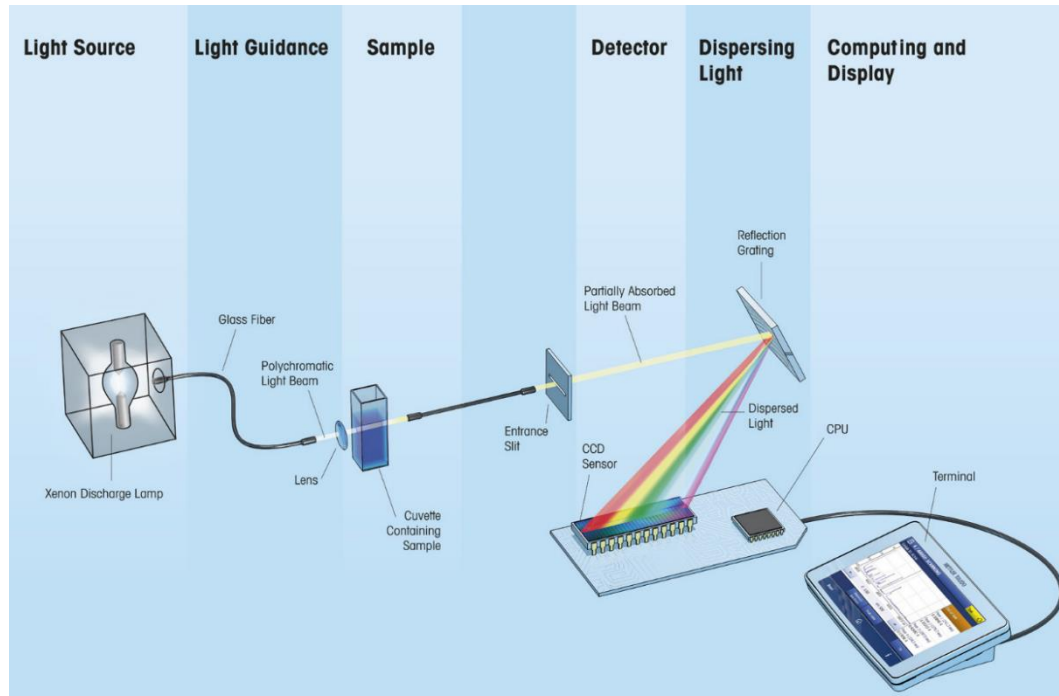 Light Source
Light Guidance
Sample
Detector
Dispersing
Light
Computing and
Display
Reflection
Grating
Partially Absorbed
Light Beam
Glass Fiber
Polychromatic
Light Beam
Entrance
Slit
Dispersed
Light
CPU
CCD
Sensor
Lens
Terminal
Xenon Discharge Lamp
Cuvette
Containing
Sample